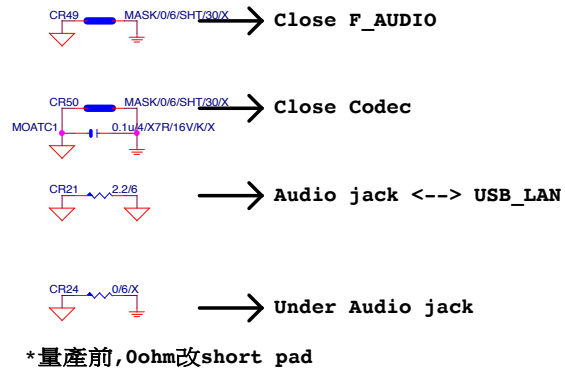 CR49 MASK/0/6/SHT/30/X Close F_AUDIO
CR50 MASK/0/6/SHT/30/X Close Codec
MOATC1 0.1u/4/X7R/16V/K/X
CR21 2.2/6 Audio jack <--> USB_LAN
CR24 0/6/X Under Audio jack
*量產前,0ohm改short pad